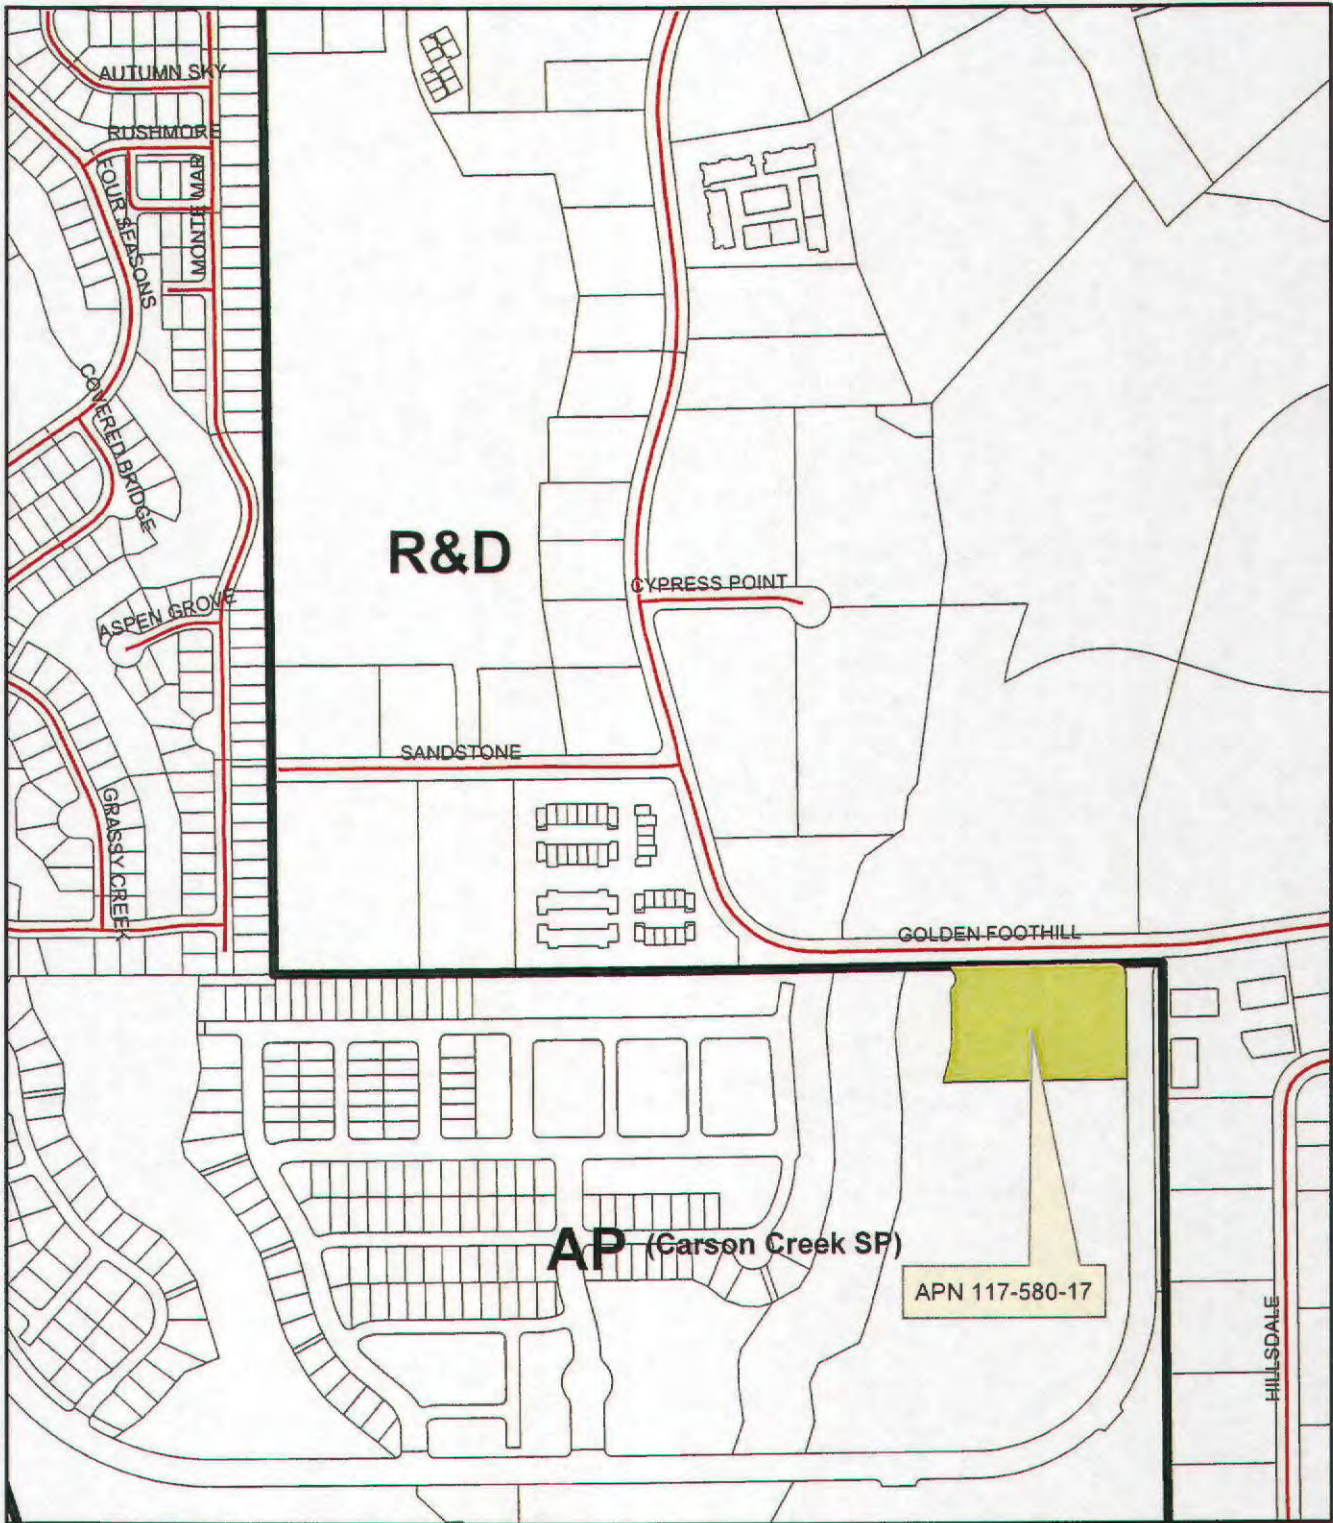 AUTUMN SKY
RUSHMORE
FOUR SEASONS
MONTE MAR
COVERED BRIDGE
R&D
CYPRESS POINT
ASPEN GROVE
SANDSTONE
GRASSY CREEK
GOLDEN FOOTHILL
AP (Carson Creek SP)
APN 117-580-17
HILLSDALE